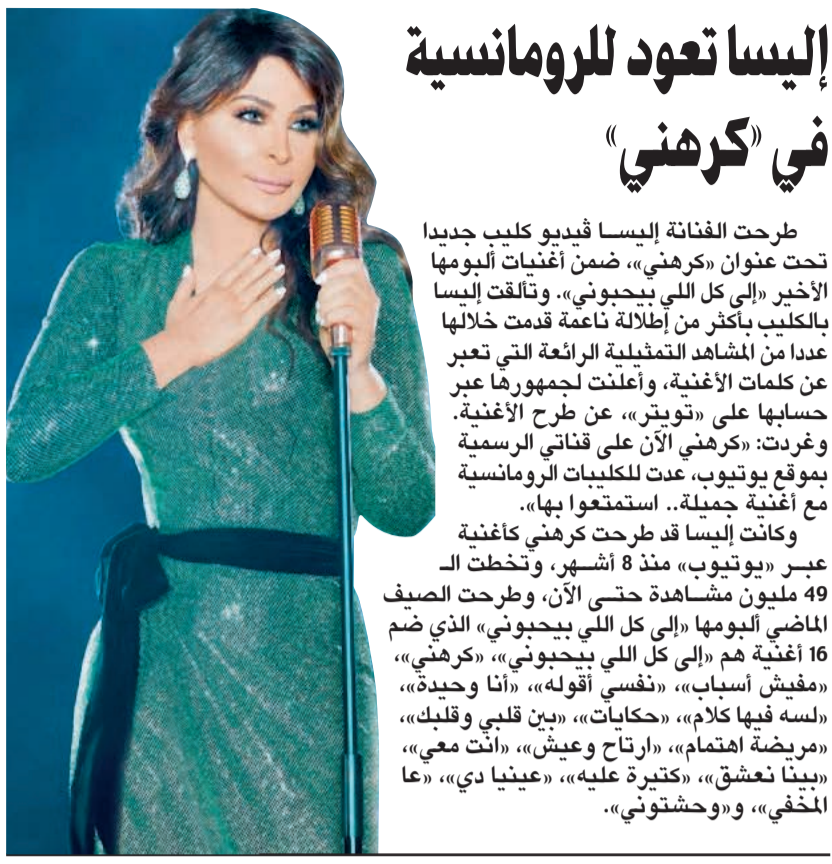 إليسا تعود للرومانسية
في «كرهني»
طرحت الفنانة إليسـا ڤيديو كليب جديدا
تحت عنوان «كرهني»، ضمن أغنيات ألبومها
الأخير «إلى كل اللي بيحبوني». وتألقت إليسا
بالكليب بأكثر من إطلالة ناعمة قدمت خلالها
عددا من المشاهد التمثيلية الرائعة التي تعبر
عن كلمات الأغنية، وأعلنت لجمهورها عبر
حسابها على «تويتر»، عن طرح الأغنية.
وغردت: «كرهني الآن على قناتي الرسمية
بموقع يوتيوب، عدت للكليبات الرومانسية
مع أغنية جميلة.. استمتعوا بها».
وكانت إليسا قد طرحت كرهني كأغنية
عبـر «يوتيوب» منذ 8 أشـهر، وتخطت الـ
49 مليون مشـاهدة حتـى الآن، وطرحت الصيف
الماضي ألبومها «إلى كل اللي بيحبوني» الذي ضم
16 أغنية هم «إلى كل اللي بيحبوني»، «كرهني»،
«مفيش أسباب»، «نفسي أقوله»، «أنا وحيدة»،
«لسه فيها كلام»، «حكايات»، «بين قلبي وقلبك»،
«مريضة اهتمام»، «ارتاح وعيش»، «انت معي»،
«بينا نعشق»، «كتيرة عليه»، «عينيا دي»، «عا
المخفي»، و«وحشتوني».